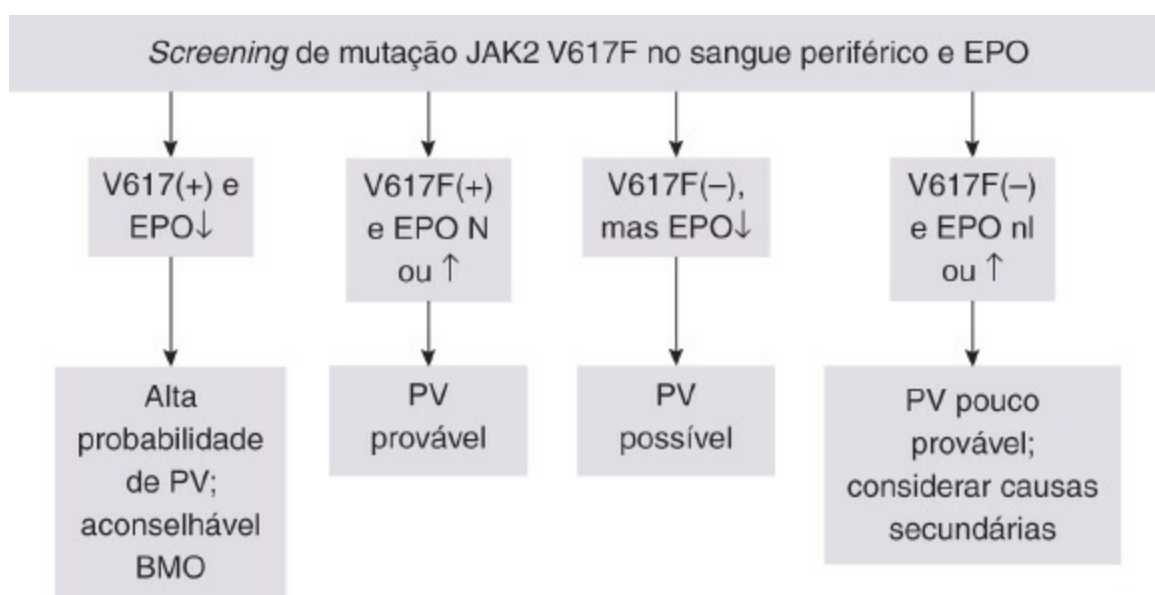 Screening de mutação JAK2 V617F no sangue periférico e EPO
V617(+) e
EPO↓
V617F(+)
e EPO N
ou ↑
V617F(–),
mas EPO↓
V617F(–)
e EPO nl
ou ↑
Alta
probabilidade
de PV;
aconselhável
BMO
PV
provável
PV
possível
PV pouco
provável;
considerar causas
secundárias